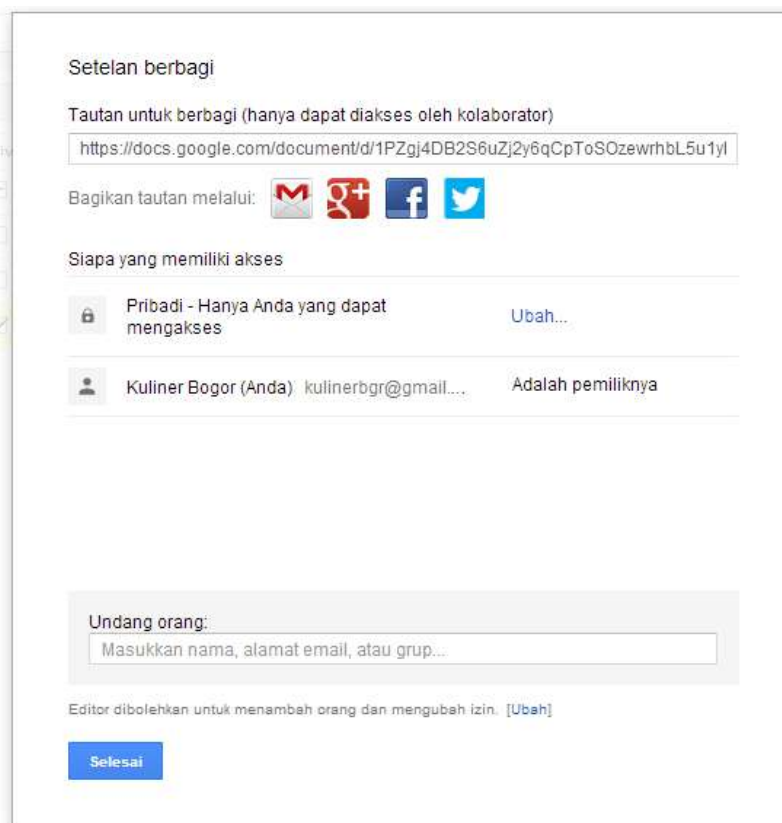 Setelan berbagi
Tautan untuk berbagi (hanya dapat diakses oleh kolaborator)
https://docs.google.com/document/d/1PZgj4DB2S6uZj2y6qCpToSOzewrhbL5u1yl
Bagikan tautan melalui:
Siapa yang memiliki akses
Pribadi - Hanya Anda yang dapat
mengakses
Ubah...
Kuliner Bogor (Anda) kulinerbgr@gmail.... Adalah pemiliknya
Undang orang:
Masukkan nama, alamat email, atau grup...
Editor dibolehkan untuk menambah orang dan mengubah izin. [Ubah]
Selesai